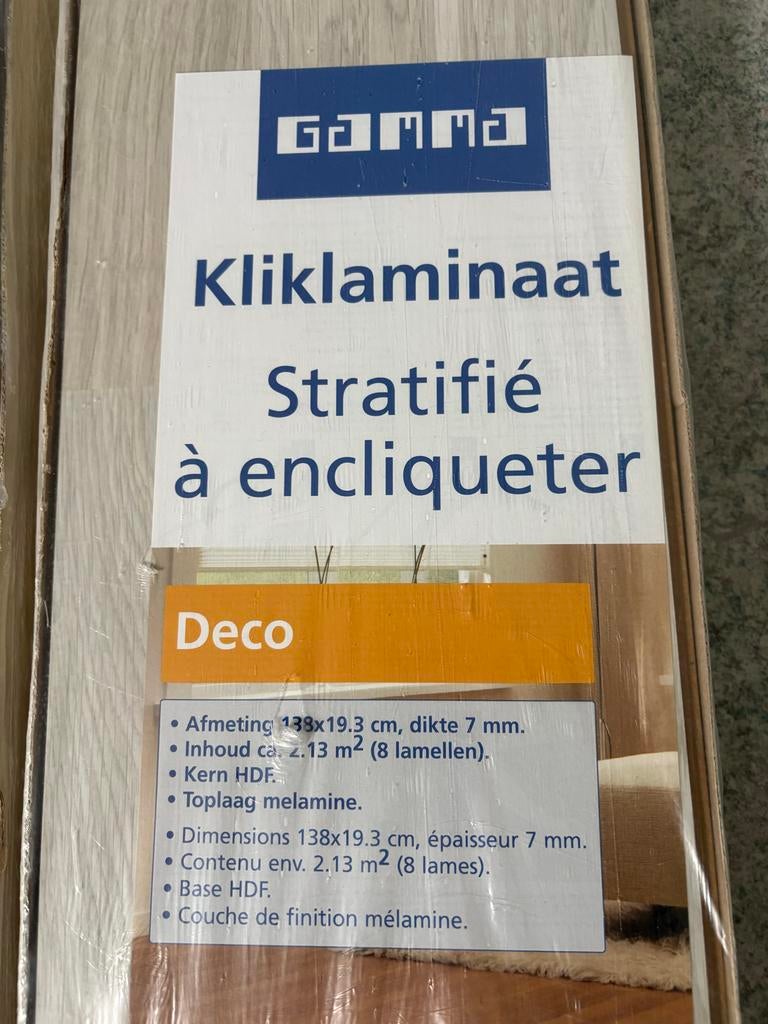 GAMMA
Kliklaminaat
Stratifié
à encliqueter
Deco
• Afmeting 138x19.3 cm, dikte 7 mm.
• Inhoud ca. 2.13 m² (8 lamellen).
• Kern HDF.
• Toplaag melamine.
• Dimensions 138x19.3 cm, épaisseur 7 mm.
• Contenu env. 2.13 m² (8 lames).
• Base HDF.
• Couche de finition mélamine.